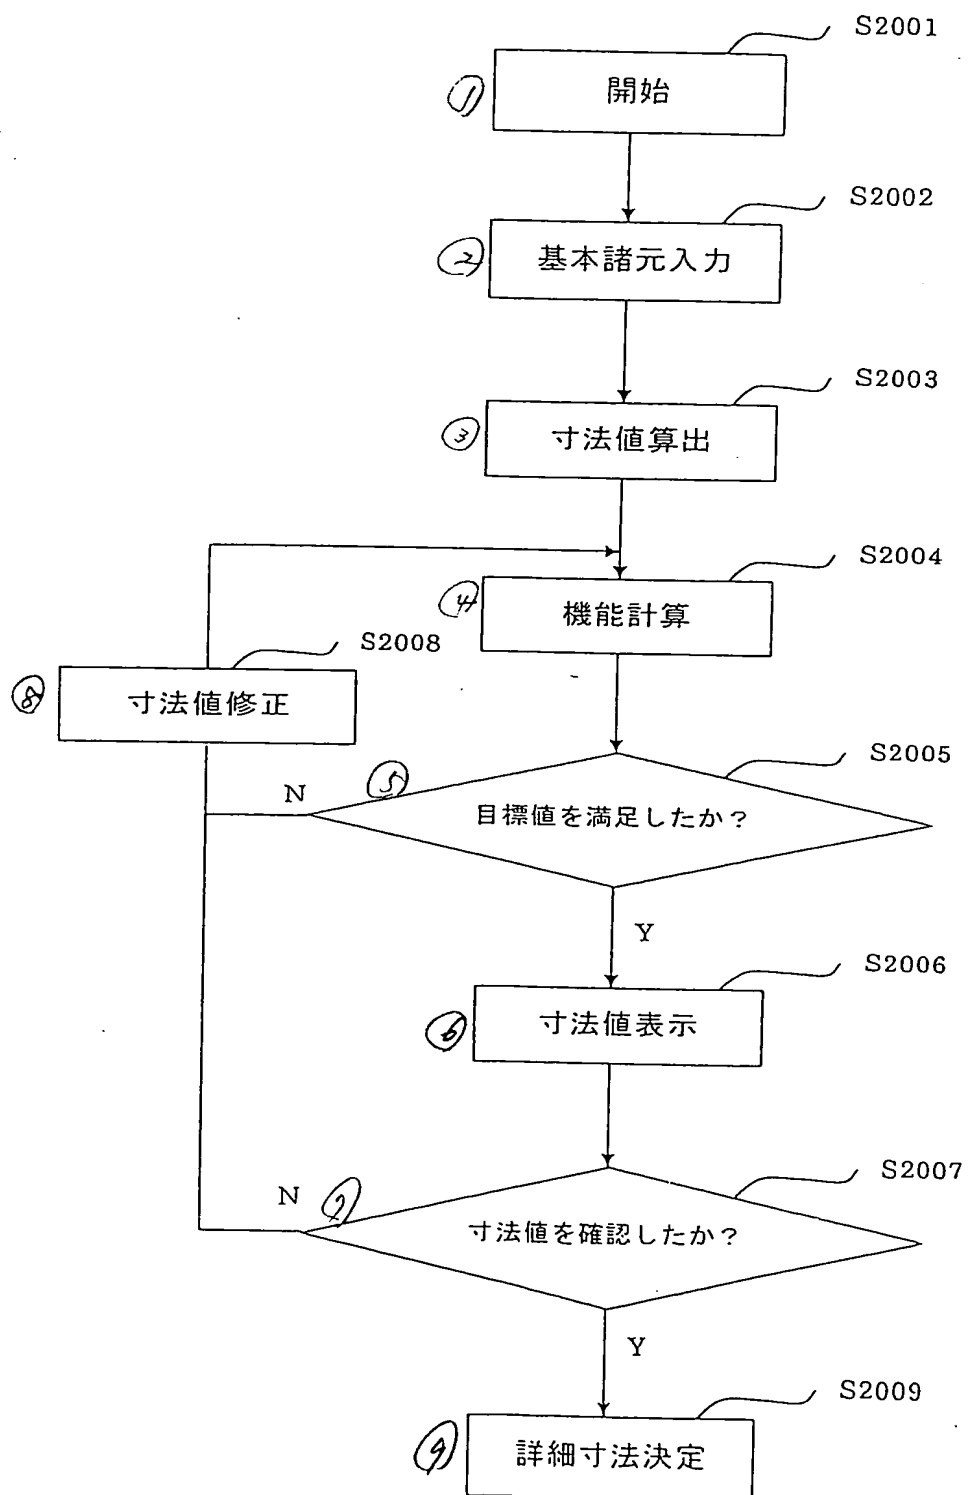 S2001
① 開始
S2002
② 基本諸元入力
S2003
③ 寸法値算出
S2004
④ 機能計算
S2008
⑧ 寸法値修正
S2005
N ⑤ 目標値を満足したか？
Y
S2006
⑥ 寸法値表示
S2007
N ⑦ 寸法値を確認したか？
Y
S2009
⑨ 詳細寸法決定